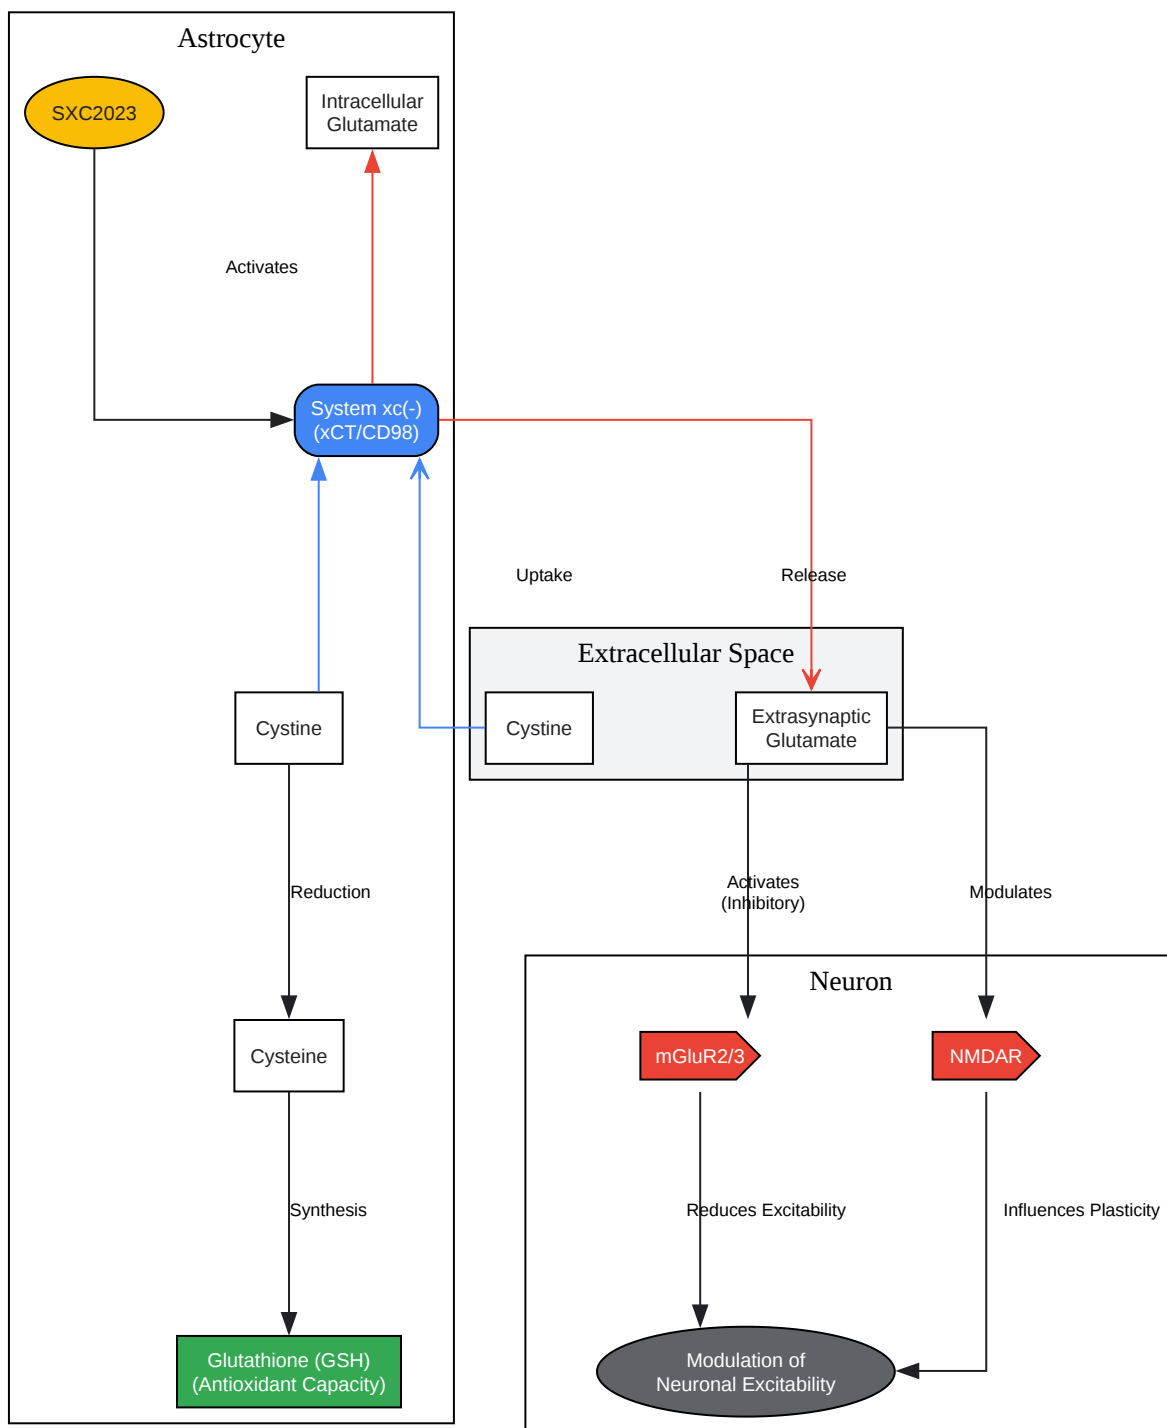 Astrocyte
SXC2023
Intracellular
Glutamate
Activates
System xc(-)
(xCT/CD98)
Uptake
Release
Extracellular Space
Cystine
Cystine
Extrasynaptic
Glutamate
Reduction
Activates
(Inhibitory)
Modulates
Neuron
Cysteine
mGluR2/3
NMDAR
Synthesis
Reduces Excitability
Influences Plasticity
Glutathione (GSH)
(Antioxidant Capacity)
Modulation of
Neuronal Excitability